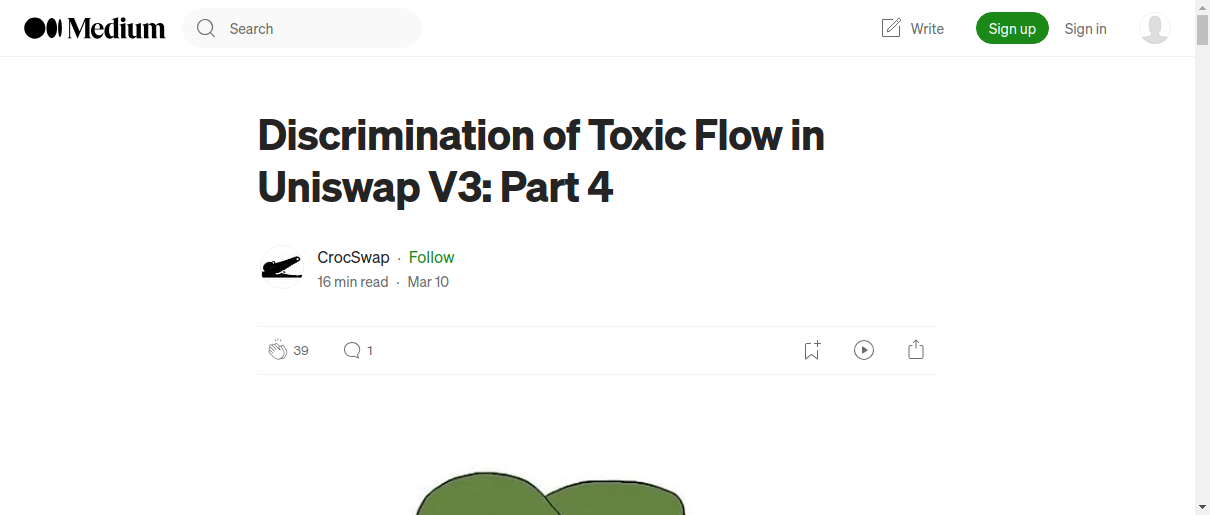 Medium
Search
Write
Sign up
Sign in
Discrimination of Toxic Flow in
Uniswap V3: Part 4
CrocSwap · Follow
16 min read · Mar 10
39
1